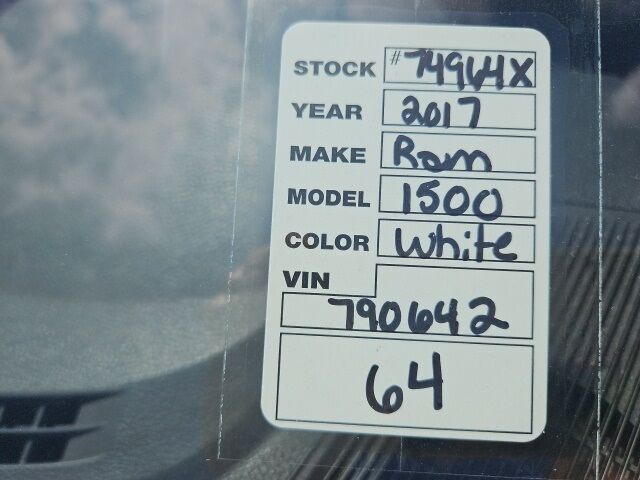 STOCK #74964X
YEAR 2017
MAKE Ram
MODEL 1500
COLOR White
VIN
790642
64